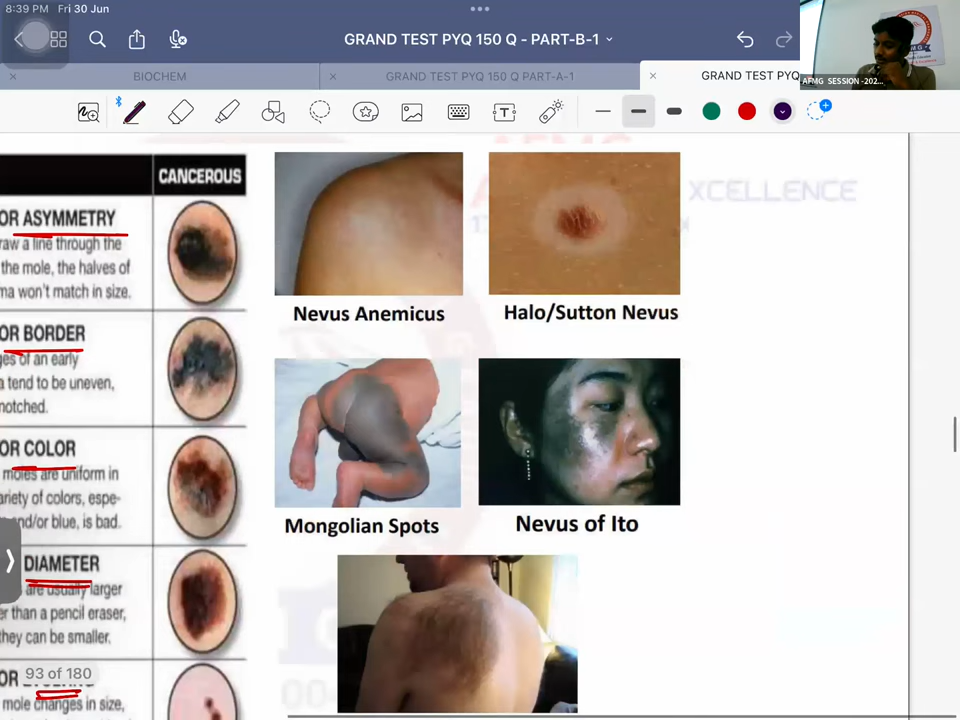 8:39 PM Fri 30 Jun
GRAND TEST PYQ 150 Q - PART-B-1
AFMG SESSION -202...
BIOCHEM
GRAND TEST PYQ 150 Q PART-A-1
GRAND TEST PYQ
XCELLENCE
CANCEROUS
OR ASYMMETRY
raw a line through the
the mole, the halves of
ma won't match in size.
Nevus Anemicus
Halo/Sutton Nevus
OR BORDER
ges of an early
a tend to be uneven,
notched.
OR COLOR
moles are uniform in
ariety of colors, espe-
and/or blue, is bad.
Mongolian Spots
Nevus of Ito
DIAMETER
are usually larger
er than a pencil eraser,
they can be smaller.
93 of 180
OR
mole changes in size,